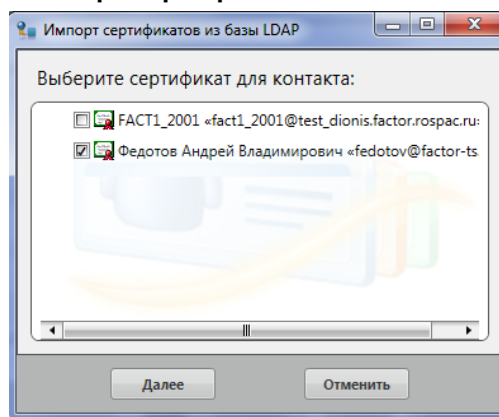 Импорт сертификатов из базы LDAP
Выберите сертификат для контакта:
FACT1_2001 «fact1_2001@test_dionis.factor.rospac.ru»
Федотов Андрей Владимирович «fedotov@factor-ts
Далее
Отменить